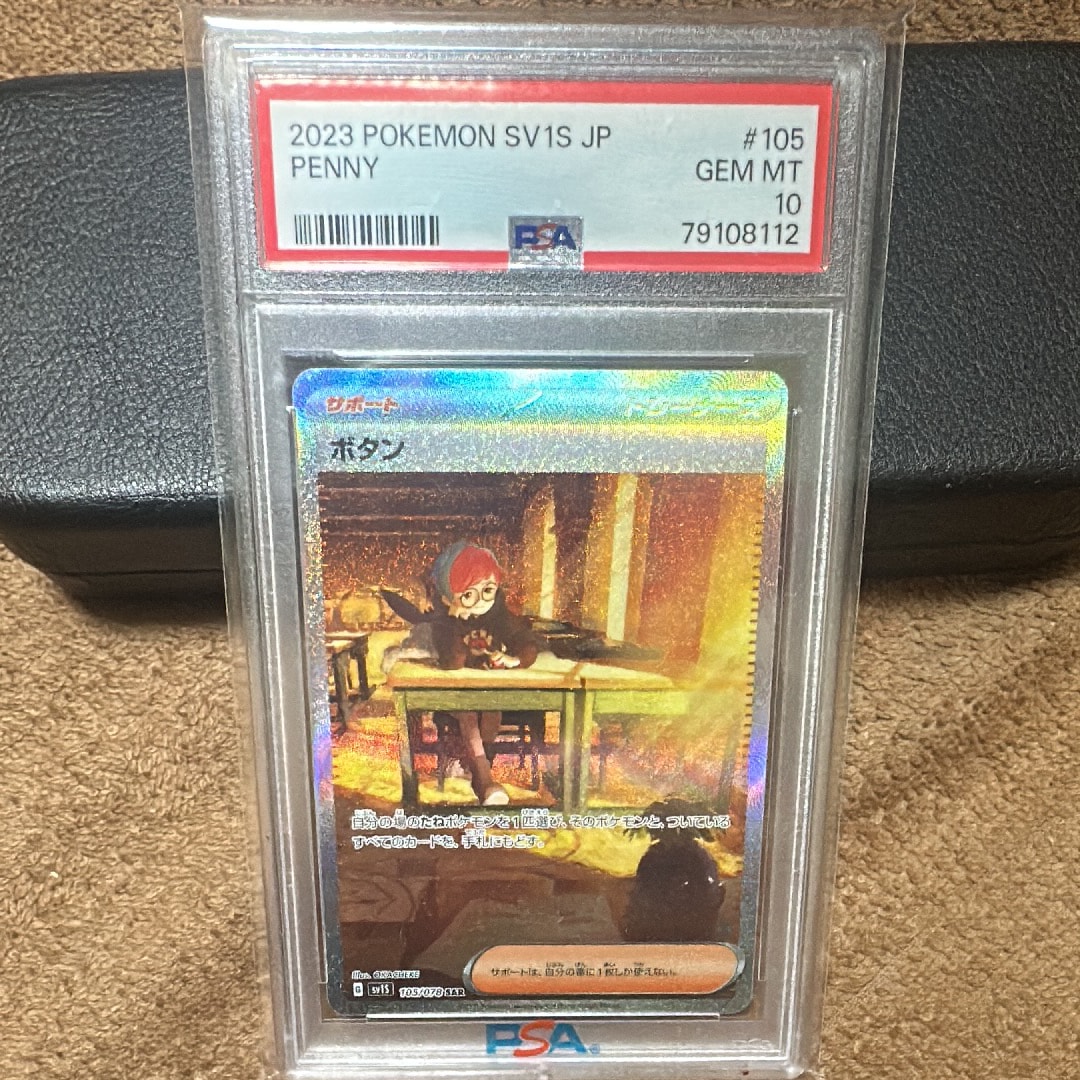 2023 POKEMON SV1S JP #105
PENNY GEM MT
10
PSA 79108112
サポート トレーナーズ
ボタン
自分の場のたねポケモンを1匹選び、そのポケモンと、ついている
すべてのカードを、手札にもどす。
サポートは、自分の番に1枚しか使えない。
Illus. OKACHEKE
G SV1S 105/078 SAR
PSA